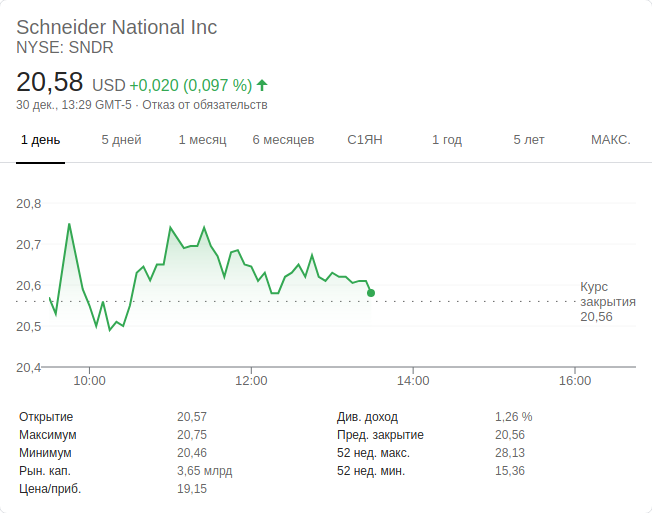 Schneider National Inc
NYSE: SNDR
20,58 USD +0,020 (0,097 %)
30 дек., 13:29 GMT-5 · Отказ от обязательств
1 день 5 дней 1 месяц 6 месяцев С1ЯН 1 год 5 лет МАКС.
20,8
20,7
20,6
20,5
20,4
Курс
закрытия
20,56
10:00 12:00 14:00 16:00
Открытие 20,57 Див. доход 1,26 %
Максимум 20,75 Пред. закрытие 20,56
Минимум 20,46 52 нед. макс. 28,13
Рын. кап. 3,65 млрд 52 нед. мин. 15,36
Цена/приб. 19,15